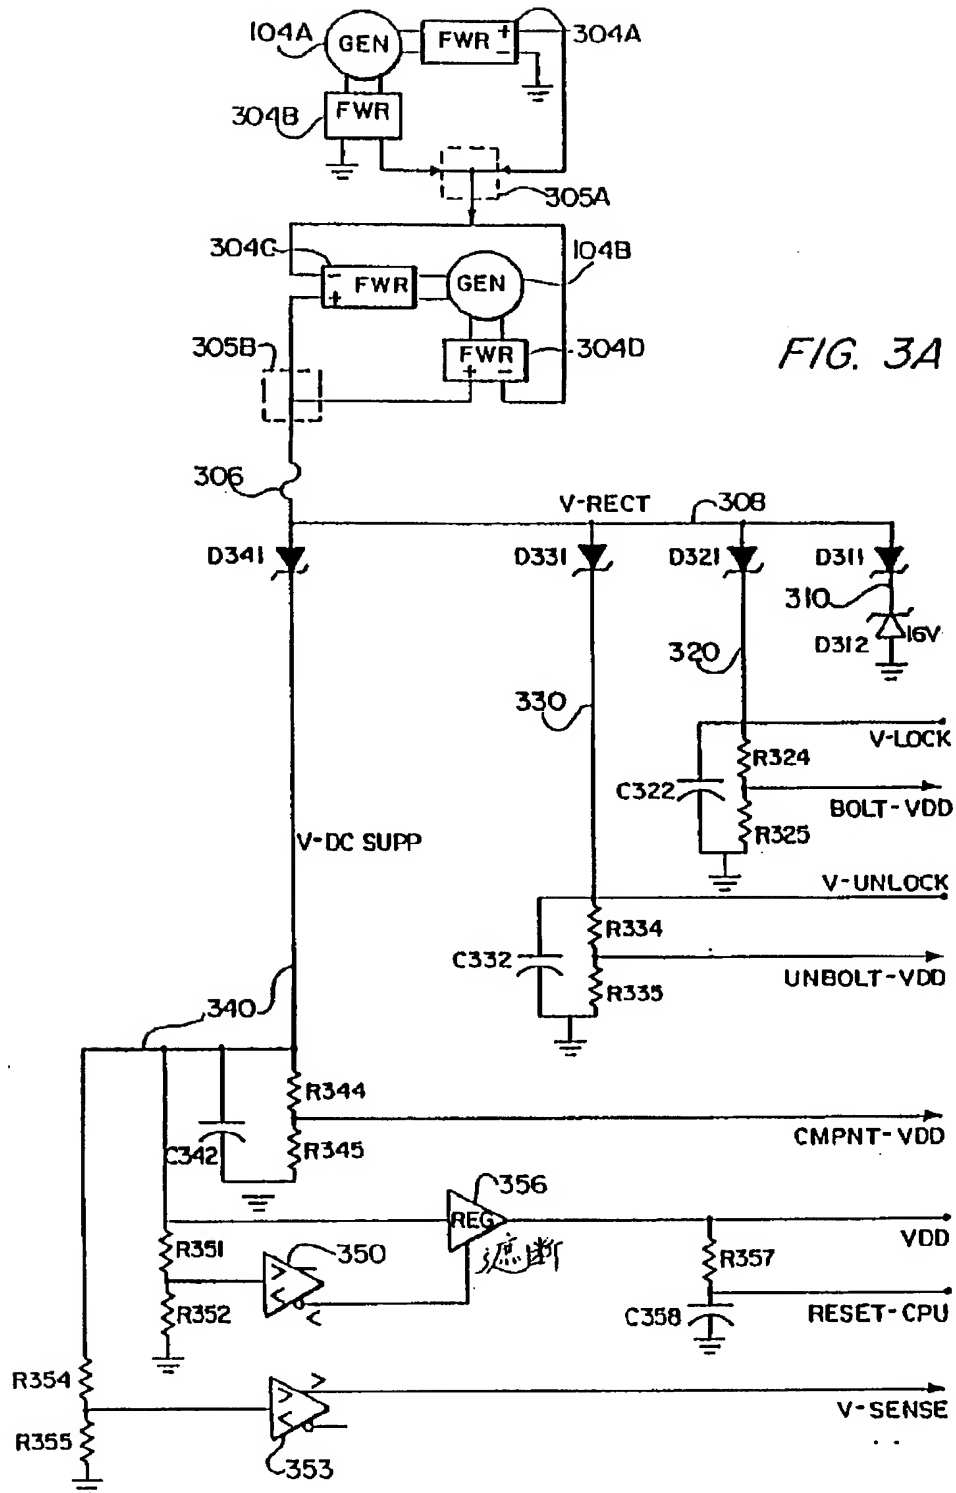 104A
GEN
FWR
+
-
304A
304B
FWR
305A
304C
-
+
FWR
GEN
104B
305B
FWR
+ -
304D
FIG. 3A
306
V-RECT
308
D341
D331
D321
D311
310
D312
16V
320
330
V-LOCK
R324
C322
BOLT-VDD
R325
V-DC SUPP
V-UNLOCK
R334
C332
UNBOLT-VDD
R335
340
R344
C342
R345
CMPNT-VDD
356
REG
VDD
R351
350
R357
R352
C358
RESET-CPU
R354
V-SENSE
R355
353